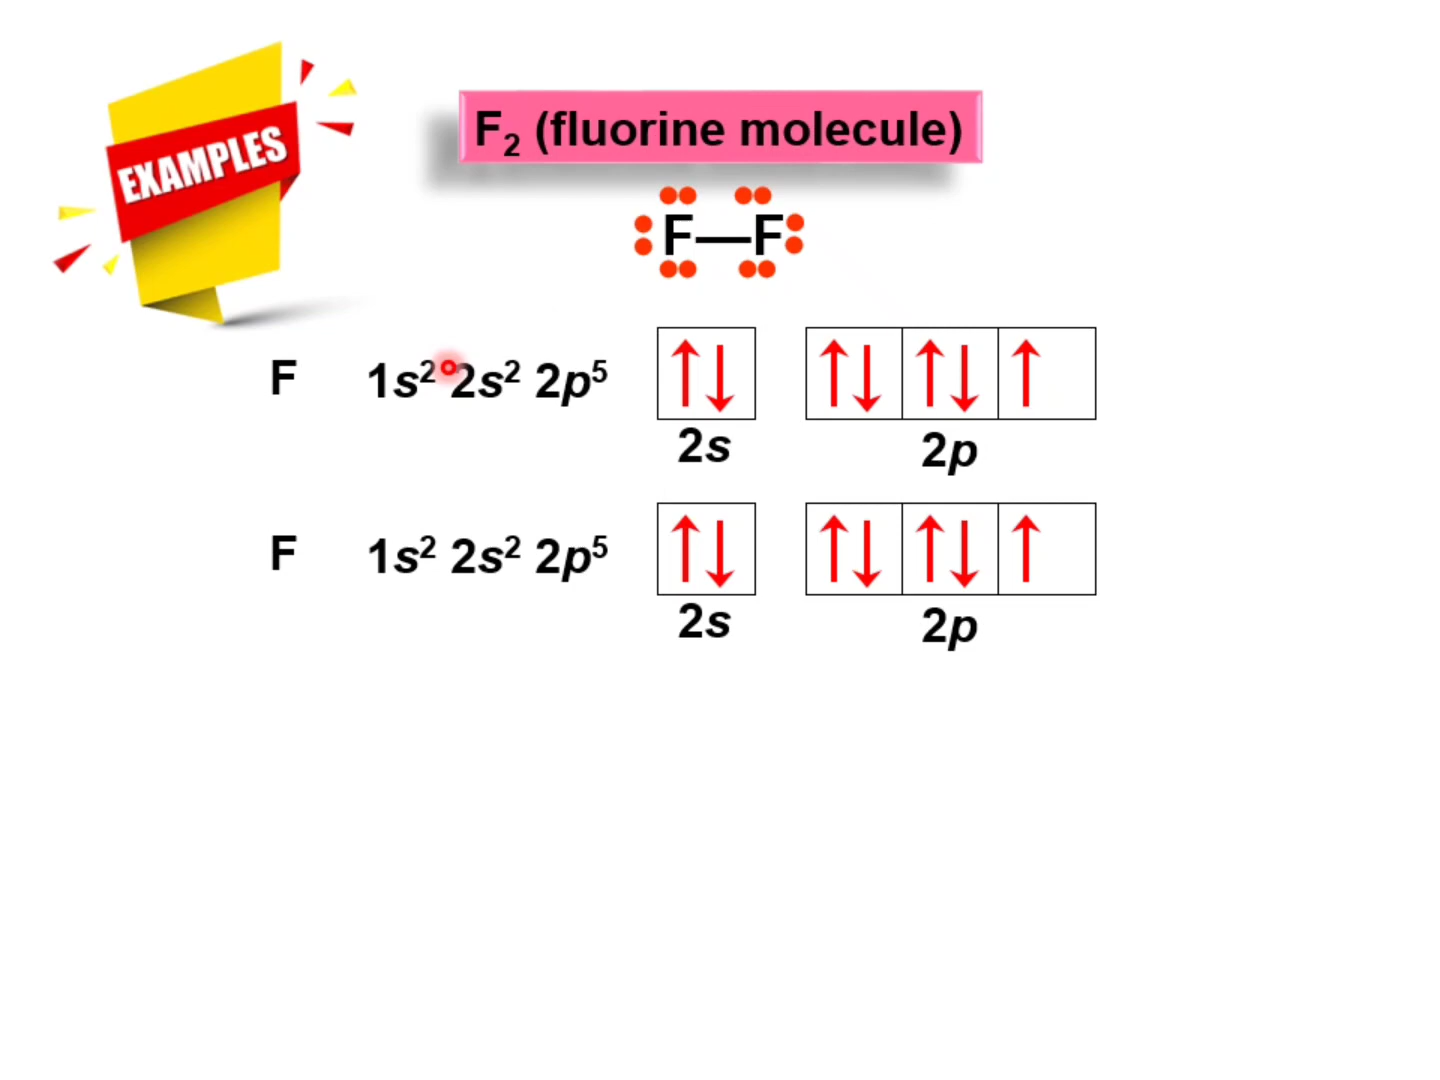 EXAMPLES
F₂ (fluorine molecule)
F—F
F 1s² 2s² 2p⁵
2s 2p
F 1s² 2s² 2p⁵
2s 2p